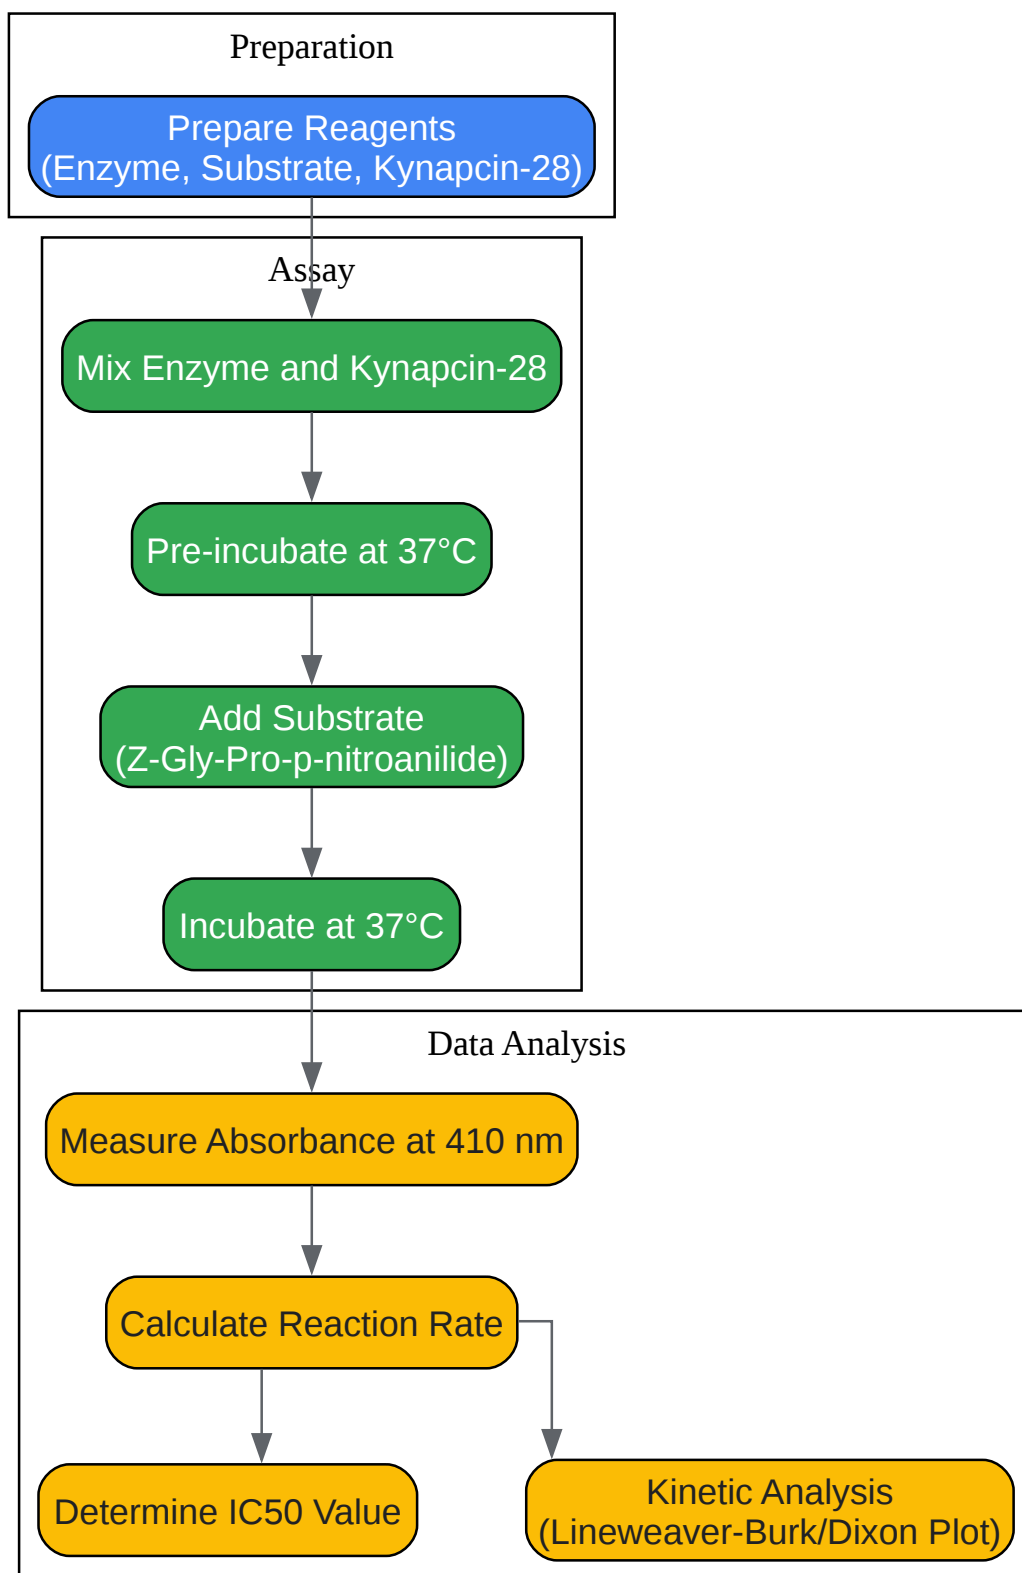 Preparation
Prepare Reagents
(Enzyme, Substrate, Kynapcin-28)
Assay
Mix Enzyme and Kynapcin-28
Pre-incubate at 37°C
Add Substrate
(Z-Gly-Pro-p-nitroanilide)
Incubate at 37°C
Data Analysis
Measure Absorbance at 410 nm
Calculate Reaction Rate
Determine IC50 Value
Kinetic Analysis
(Lineweaver-Burk/Dixon Plot)